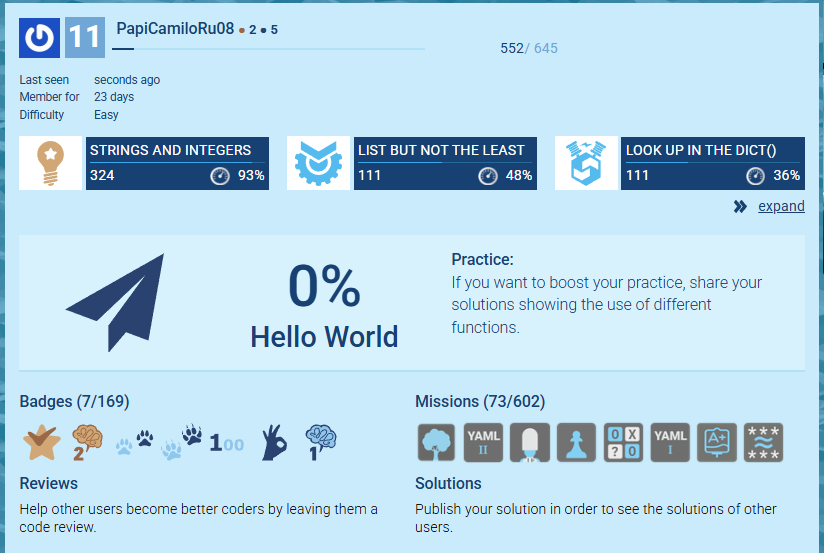 11 PapiCamiloRu08 2 5
552/ 645
Last seen seconds ago
Member for 23 days
Difficulty Easy
STRINGS AND INTEGERS
324 93%
LIST BUT NOT THE LEAST
111 48%
LOOK UP IN THE DICT()
111 36%
expand
0%
Hello World
Practice:
If you want to boost your practice, share your
solutions showing the use of different
functions.
Badges (7/169)
2 100 1
Reviews
Help other users become better coders by leaving them a
code review.
Missions (73/602)
YAML II 0 X ? 0 YAML I A+ *** ***
Solutions
Publish your solution in order to see the solutions of other
users.